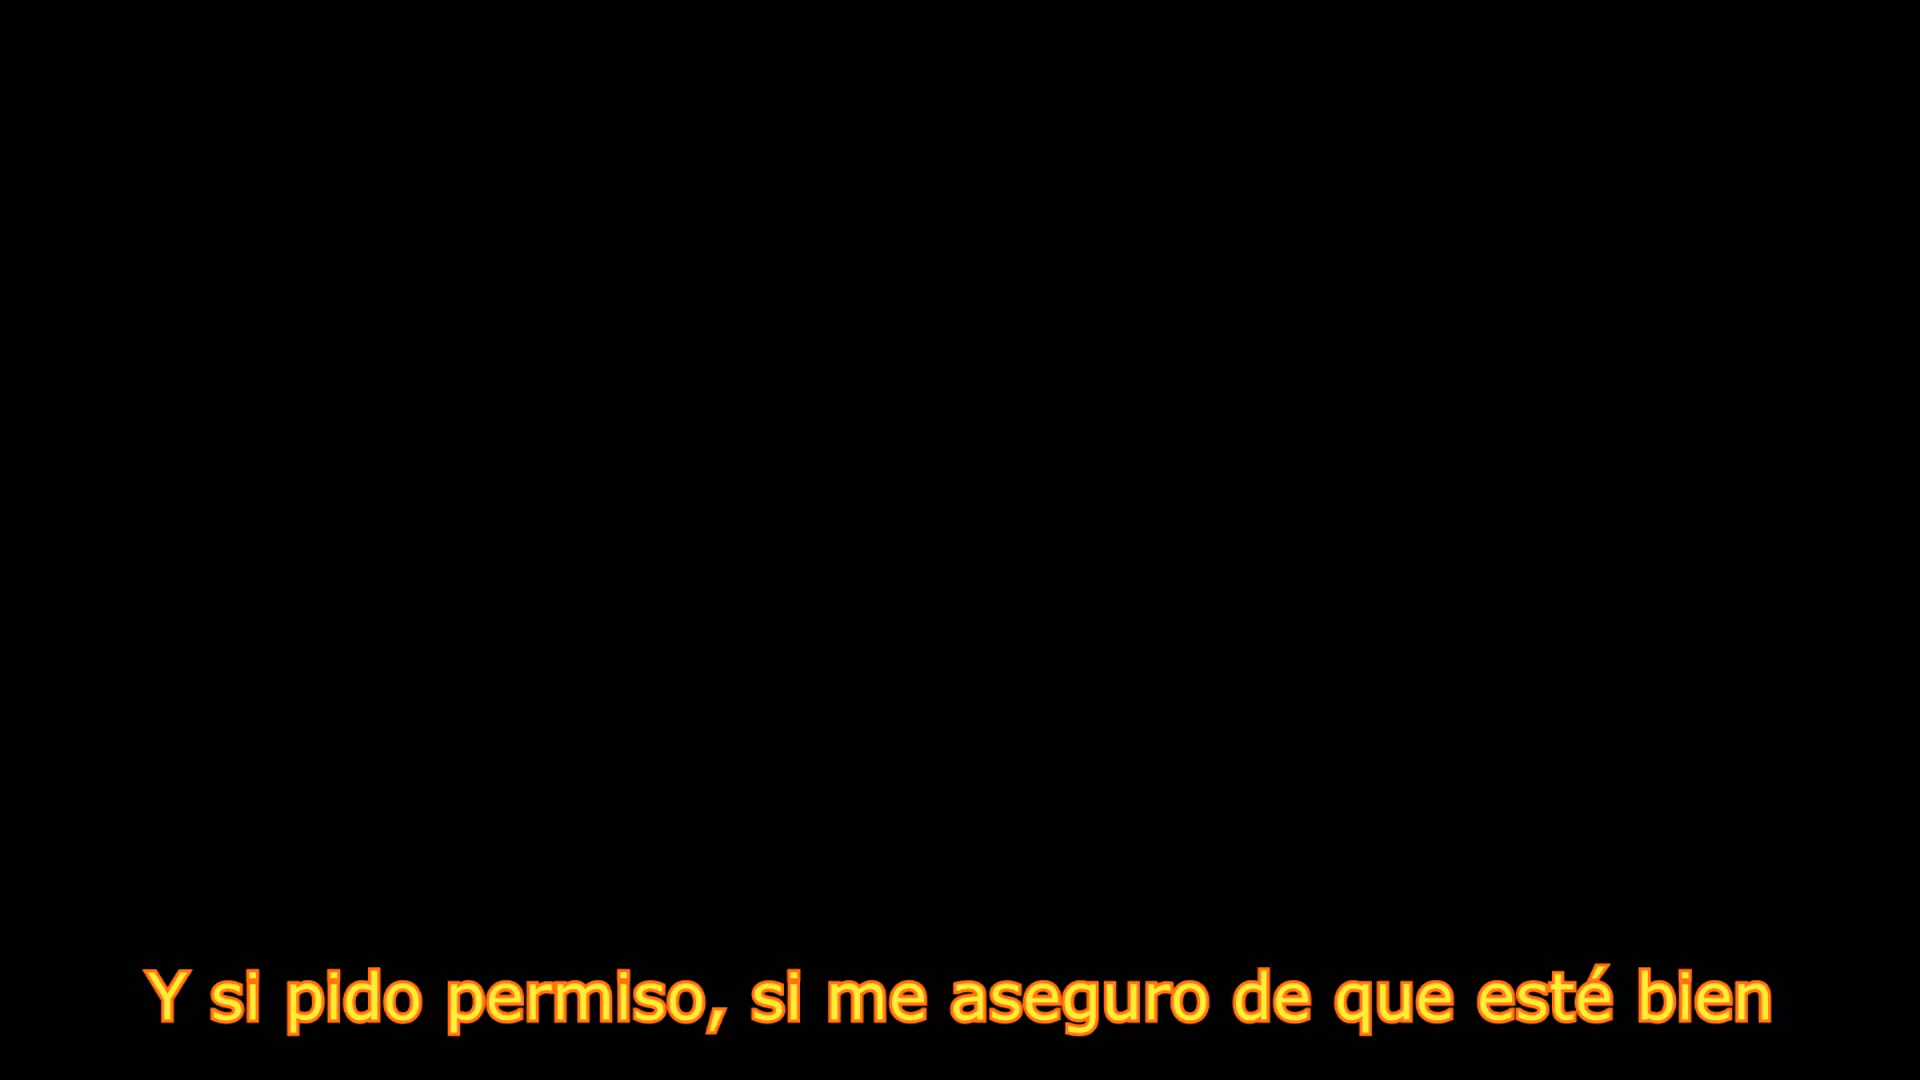 Y si pido permiso, si me aseguro de que esté bien